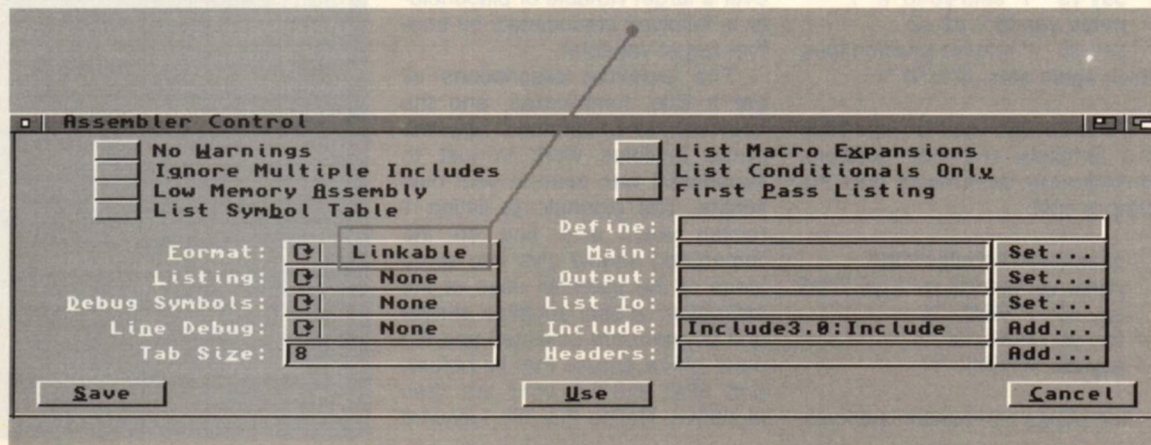 Assembler Control
No Warnings
Ignore Multiple Includes
Low Memory Assembly
List Symbol Table
List Macro Expansions
List Conditionals Only
First Pass Listing
Format: Linkable
Listing: None
Debug Symbols: None
Line Debug: None
Tab Size: 8
Define:
Main: Set...
Output: Set...
List To: Set...
Include: Include3.0:Include Add...
Headers: Add...
Save
Use
Cancel